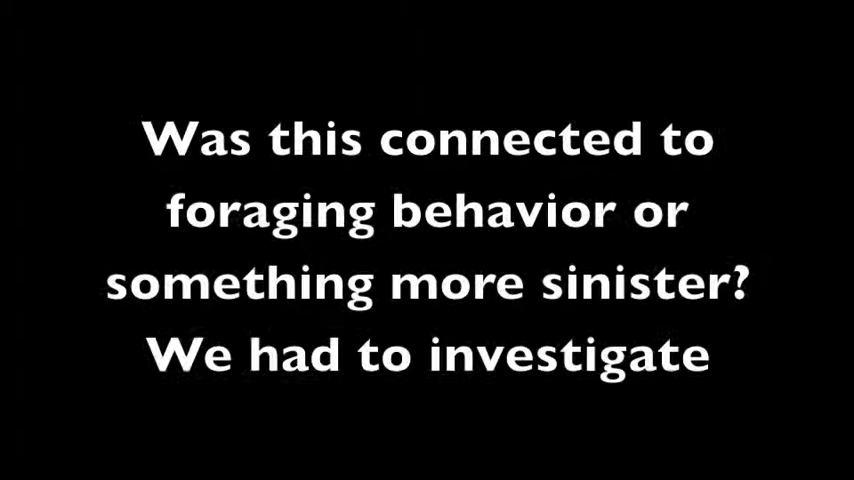 Was this connected to
foraging behavior or
something more sinister?
We had to investigate